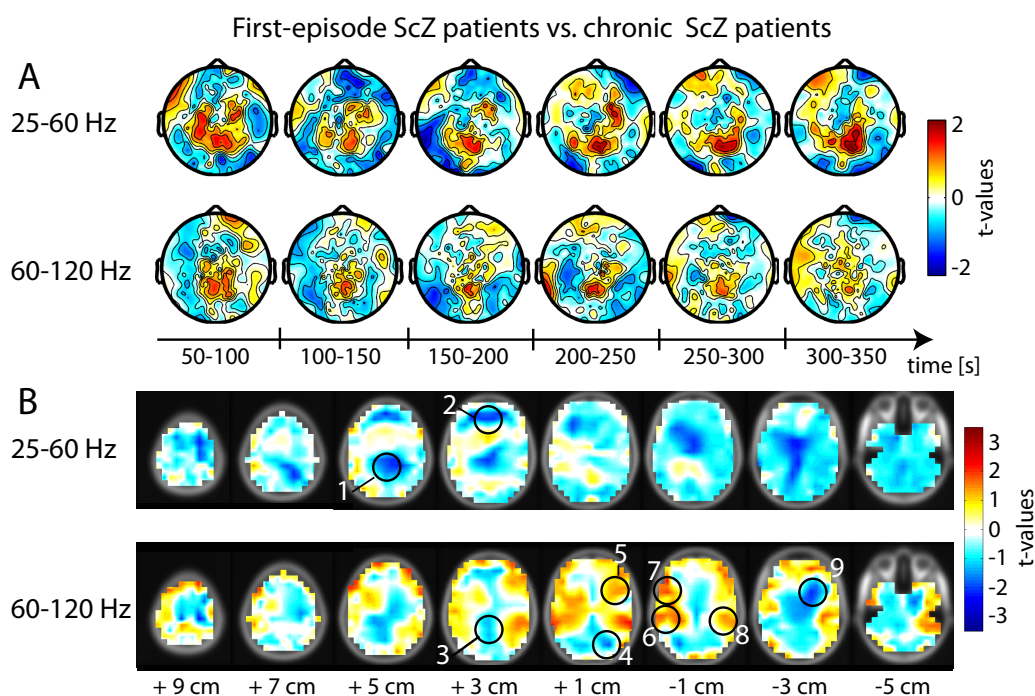 First-episode ScZ patients vs. chronic ScZ patients
A
25-60 Hz
2
0
-2
t-values
60-120 Hz
50-100 100-150 150-200 200-250 250-300 300-350 time [s]
B
25-60 Hz
1
2
3
2
1
0
-1
-2
-3
t-values
60-120 Hz
3
4
5
6
7
8
9
+ 9 cm + 7 cm + 5 cm + 3 cm + 1 cm -1 cm -3 cm -5 cm